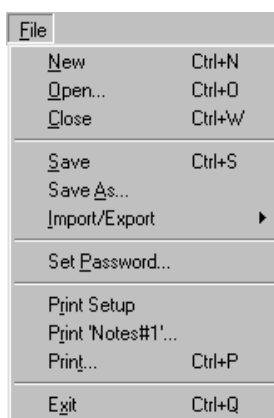 File
New Ctrl+N
Open... Ctrl+O
Close Ctrl+W
Save Ctrl+S
Save As...
Import/Export
Set Password...
Print Setup
Print 'Notes#1'...
Print... Ctrl+P
Exit Ctrl+Q